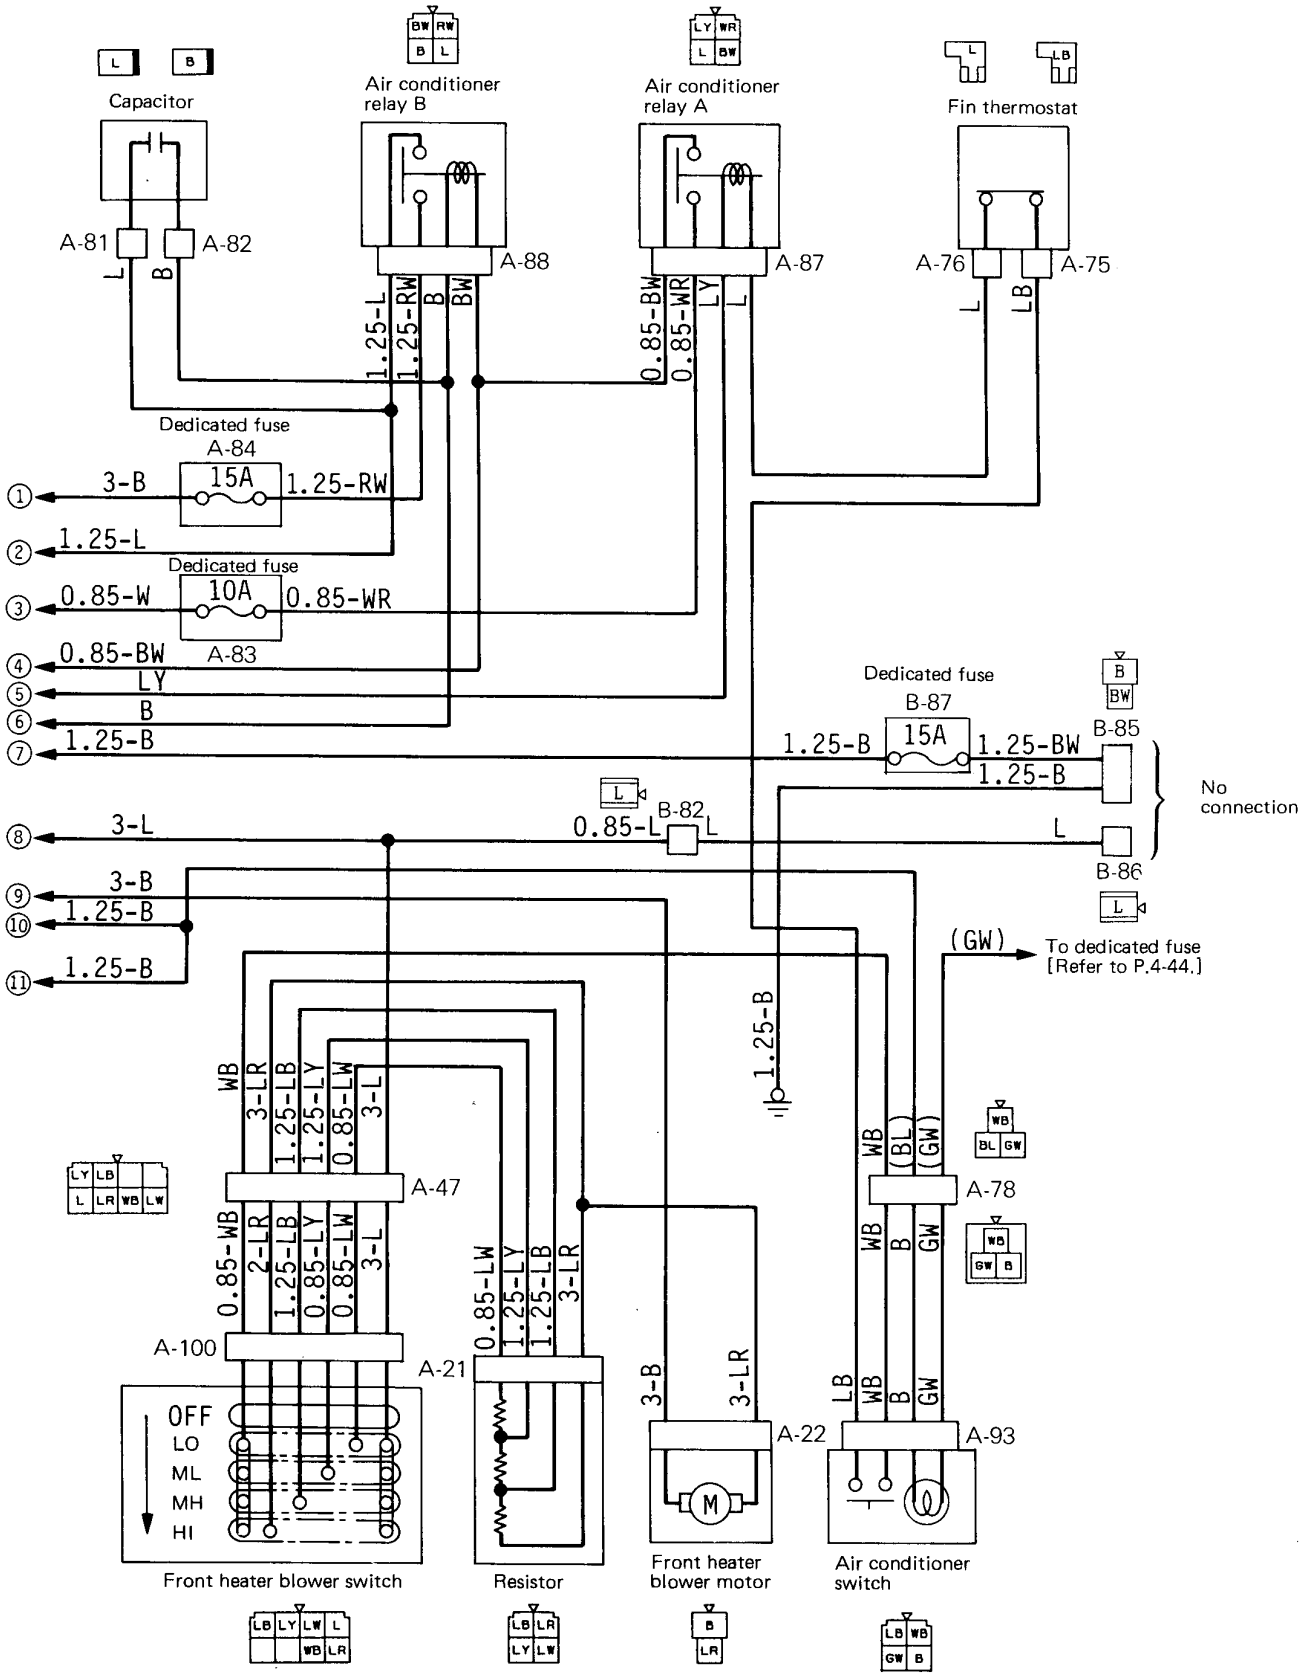 BW RW
B L
LY WR
L BW
L
B
L
LB
Capacitor
Air conditioner
relay B
Air conditioner
relay A
Fin thermostat
A-81
A-82
A-88
A-87
A-76
A-75
L
B
1.25-L
1.25-RW
B
BW
0.85-BW
0.85-WR
LY
L
L
LB
Dedicated fuse
A-84
1
3-B
15A
1.25-RW
2
1.25-L
Dedicated fuse
3
0.85-W
10A
0.85-WR
A-83
4
0.85-BW
5
LY
6
B
7
1.25-B
Dedicated fuse
B-87
1.25-B
15A
1.25-BW
1.25-B
B
BW
B-85
No
connection
L
8
3-L
0.85-L
B-82
L
L
B-86
L
9
3-B
10
1.25-B
11
1.25-B
(GW)
To dedicated fuse
[Refer to P.4-44.]
1.25-B
WB
3-LR
1.25-LB
1.25-LY
0.85-LW
3-L
WB
(BL)
(GW)
WB
BL GW
LY LB
L LR WB LW
A-47
A-78
0.85-WB
2-LR
1.25-LB
0.85-LY
0.85-LW
3-L
WB
B
GW
WB
GW B
0.85-LW
1.25-LY
1.25-LB
3-LR
A-100
A-21
3-B
3-LR
LB
WB
B
GW
A-22
A-93
OFF
LO
ML
MH
HI
M
Front heater blower switch
Resistor
Front heater
blower motor
Air conditioner
switch
LB LY LW L
WB LR
LB LR
LY LW
B
LR
LB WB
GW B